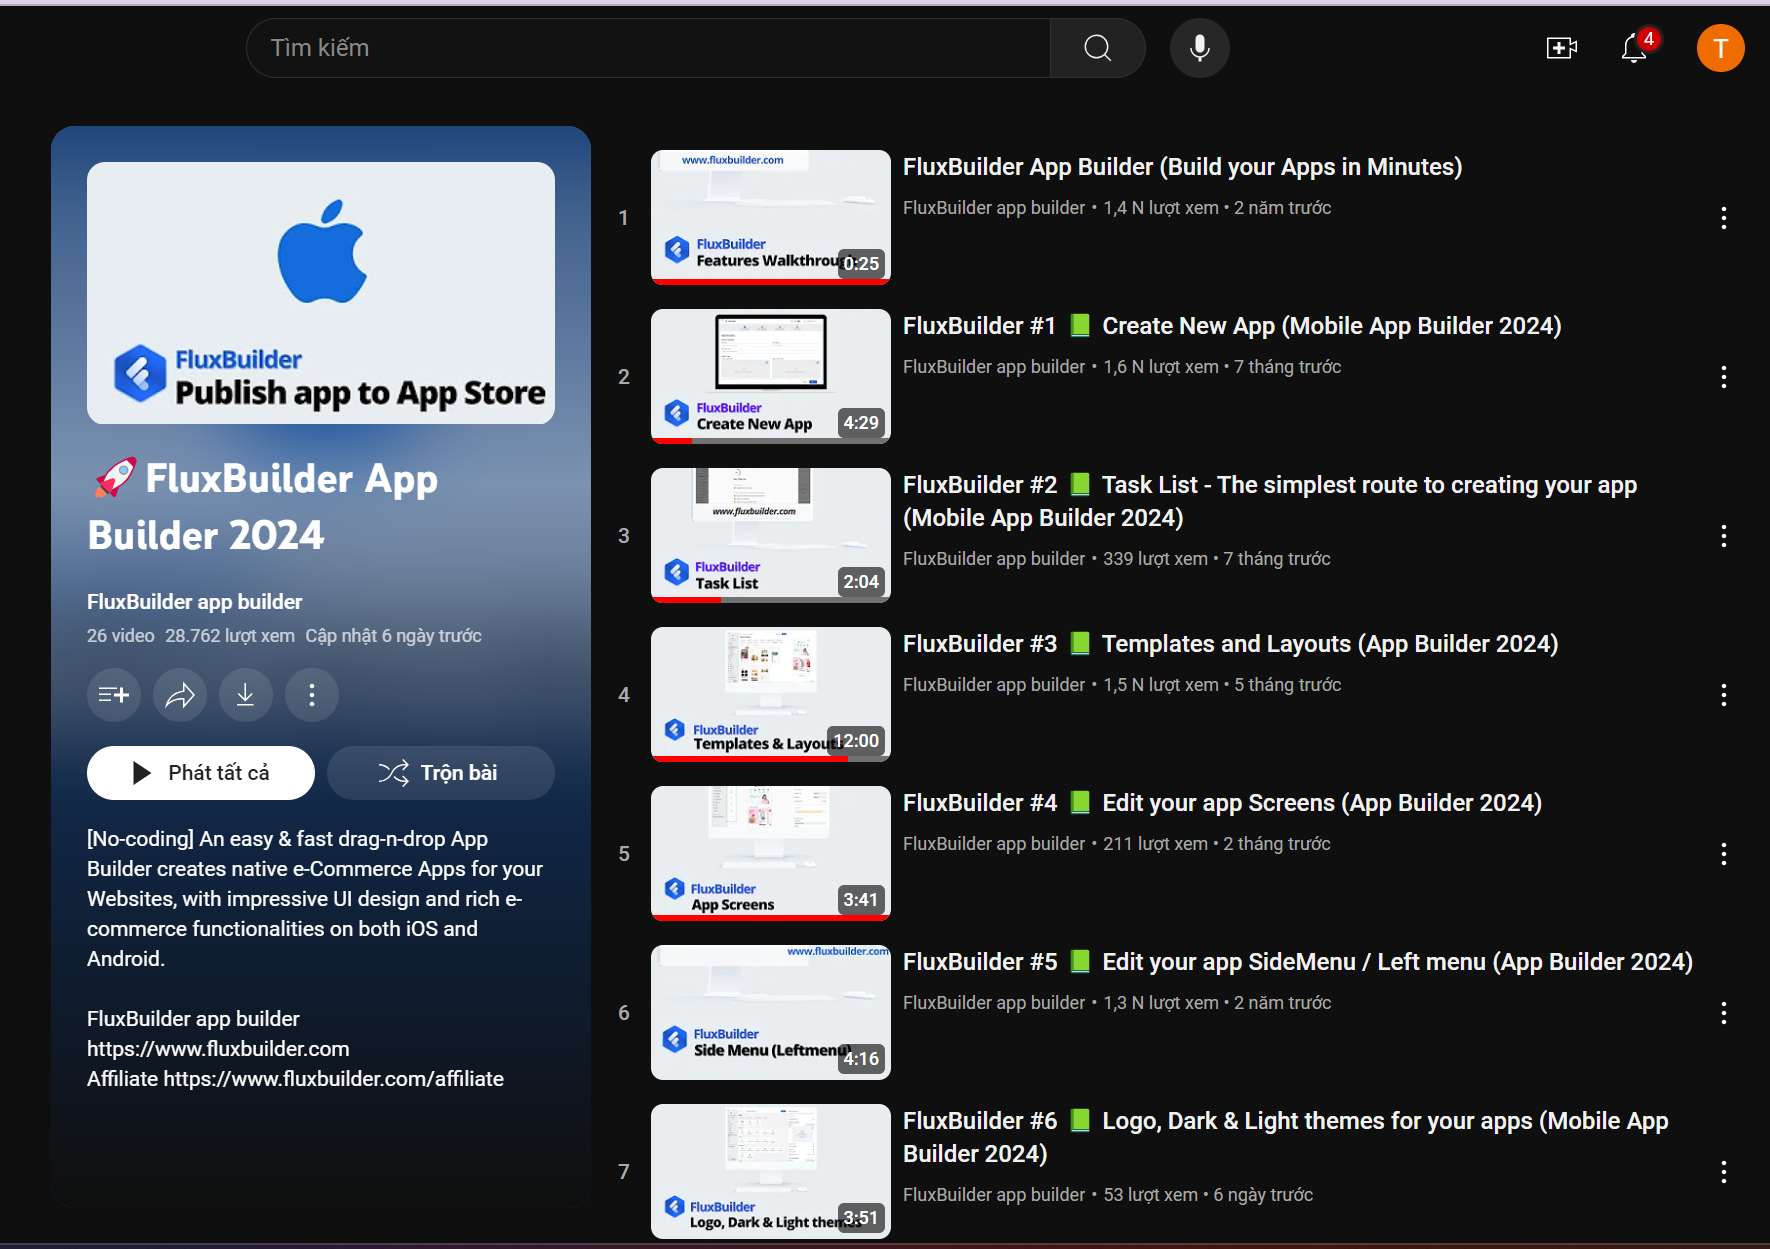 Tìm kiếm
4
T
FluxBuilder
Publish app to App Store
🚀 FluxBuilder App
Builder 2024
FluxBuilder app builder
26 video 28.762 lượt xem Cập nhật 6 ngày trước
Phát tất cả
Trộn bài
[No-coding] An easy & fast drag-n-drop App
Builder creates native e-Commerce Apps for your
Websites, with impressive UI design and rich e-
commerce functionalities on both iOS and
Android.
FluxBuilder app builder
https://www.fluxbuilder.com
Affiliate https://www.fluxbuilder.com/affiliate
1
www.fluxbuilder.com
FluxBuilder
Features Walkthrough
0:25
FluxBuilder App Builder (Build your Apps in Minutes)
FluxBuilder app builder • 1,4 N lượt xem • 2 năm trước
2
FluxBuilder
Create New App
4:29
FluxBuilder #1 📗 Create New App (Mobile App Builder 2024)
FluxBuilder app builder • 1,6 N lượt xem • 7 tháng trước
3
www.fluxbuilder.com
FluxBuilder
Task List
2:04
FluxBuilder #2 📗 Task List - The simplest route to creating your app
(Mobile App Builder 2024)
FluxBuilder app builder • 339 lượt xem • 7 tháng trước
4
FluxBuilder
Templates & Layouts
12:00
FluxBuilder #3 📗 Templates and Layouts (App Builder 2024)
FluxBuilder app builder • 1,5 N lượt xem • 5 tháng trước
5
FluxBuilder
App Screens
3:41
FluxBuilder #4 📗 Edit your app Screens (App Builder 2024)
FluxBuilder app builder • 211 lượt xem • 2 tháng trước
6
www.fluxbuilder.com
FluxBuilder
Side Menu (Leftmenu)
4:16
FluxBuilder #5 📗 Edit your app SideMenu / Left menu (App Builder 2024)
FluxBuilder app builder • 1,3 N lượt xem • 2 năm trước
7
FluxBuilder
Logo, Dark & Light themes
3:51
FluxBuilder #6 📗 Logo, Dark & Light themes for your apps (Mobile App
Builder 2024)
FluxBuilder app builder • 53 lượt xem • 6 ngày trước